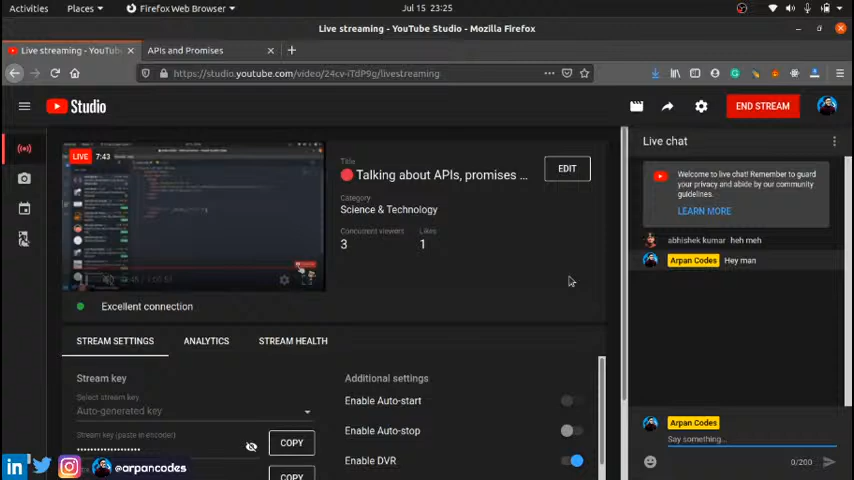 Activities Places Firefox Web Browser Jul 15 23:25
Live streaming - YouTube Studio - Mozilla Firefox
Live streaming - YouTu
APIs and Promises
https://studio.youtube.com/video/24cv-iTdP9g/livestreaming
Studio
END STREAM
LIVE 7:43
Title
Talking about APIs, promises ...
EDIT
Category
Science & Technology
Concurrent viewers Likes
3 1
Excellent connection
STREAM SETTINGS ANALYTICS STREAM HEALTH
Stream key
Select stream key
Auto-generated key
Stream key (paste in encoder)
COPY
COPY
Additional settings
Enable Auto-start
Enable Auto-stop
Enable DVR
Live chat
Welcome to live chat! Remember to guard
your privacy and abide by our community
guidelines.
LEARN MORE
abhishek kumar heh meh
Arpan Codes Hey man
Arpan Codes
Say something...
0/200
in @arpancodes